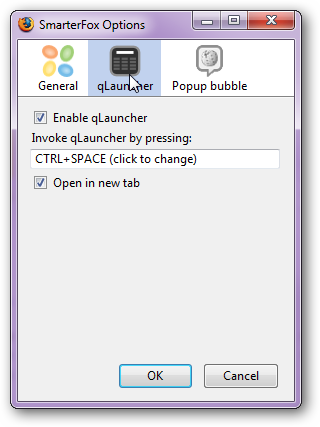 SmarterFox Options
General qLauncher Popup bubble
Enable qLauncher
Invoke qLauncher by pressing:
CTRL+SPACE (click to change)
Open in new tab
OK Cancel